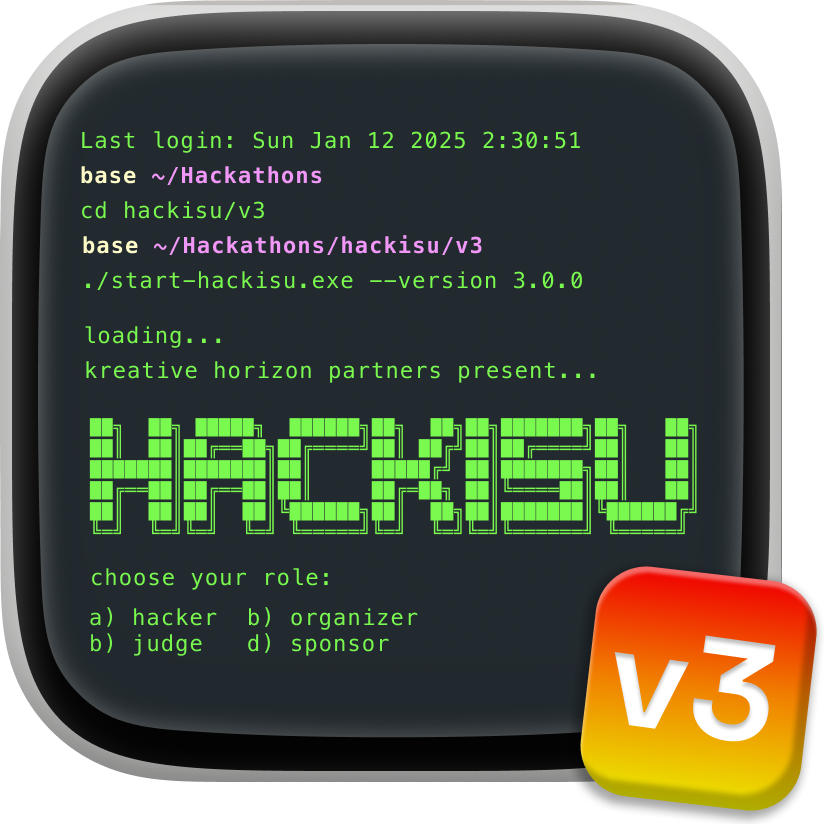 Last login: Sun Jan 12 2025 2:30:51
base ~/Hackathons
cd hackisu/v3
base ~/Hackathons/hackisu/v3
./start-hackisu.exe --version 3.0.0
loading...
kreative horizon partners present...
HACKISU
choose your role:
a) hacker b) organizer
b) judge d) sponsor
v3